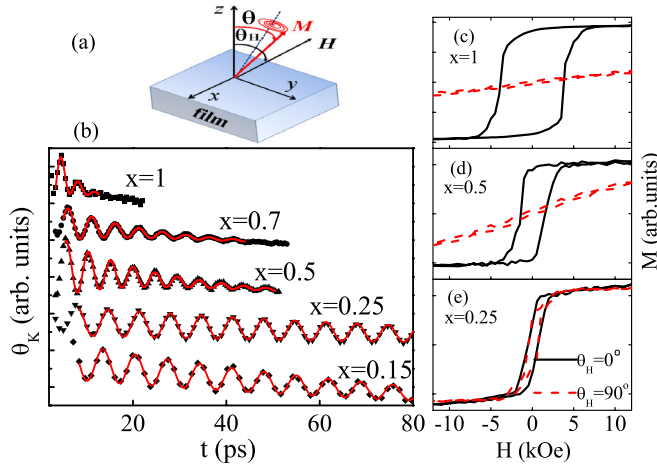 (a)
z
θ
θH
M
H
x
y
film
(b)
x=1
x=0.7
x=0.5
x=0.25
x=0.15
θK (arb. units)
0 20 40 60 80
t (ps)
(c)
x=1
(d)
x=0.5
(e)
x=0.25
θH=0°
θH=90°
M (arb.units)
-10 -5 0 5 10
H (kOe)